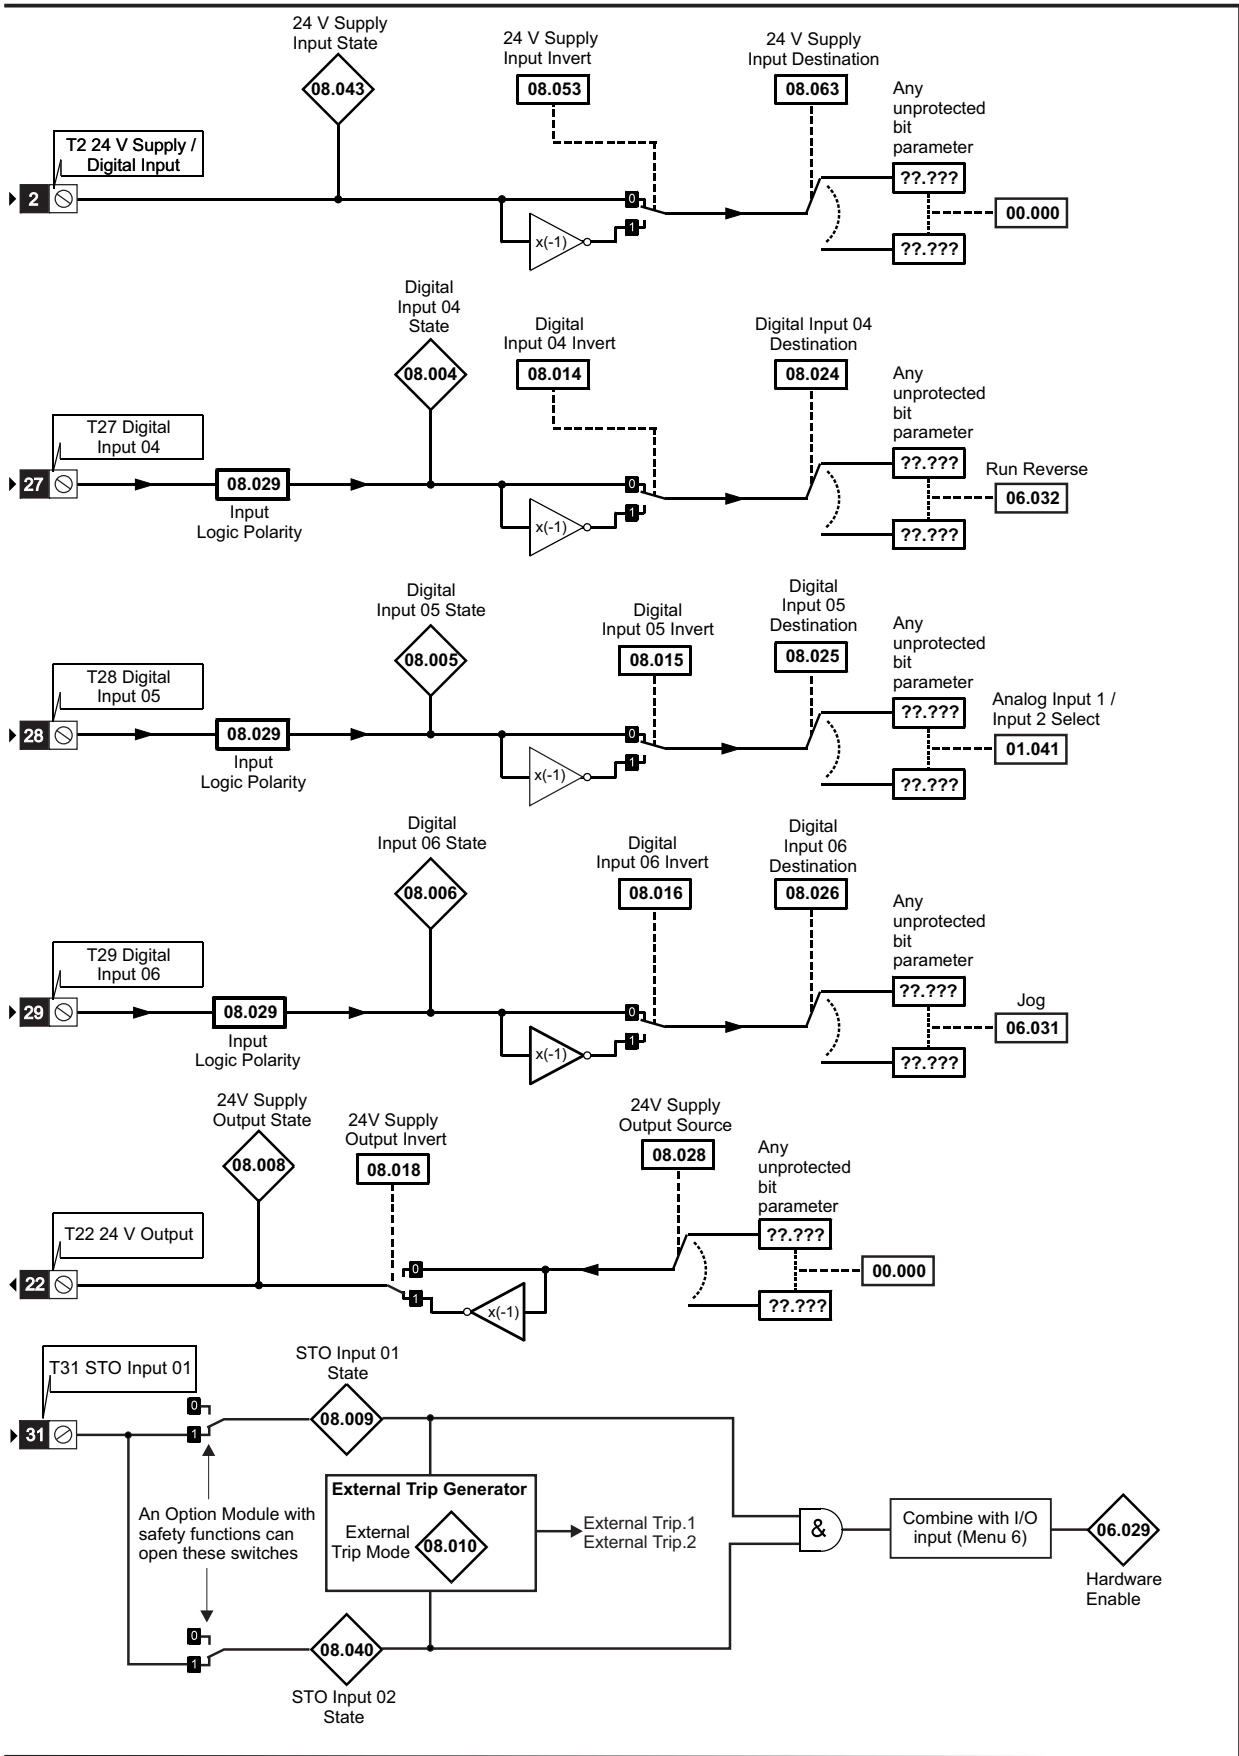 24 V Supply
Input State
08.043
24 V Supply
Input Invert
08.053
24 V Supply
Input Destination
08.063
Any
unprotected
bit
parameter
T2 24 V Supply /
Digital Input
2
0
1
x(-1)
??.???
??.???
00.000
Digital
Input 04
State
08.004
Digital
Input 04 Invert
08.014
Digital Input 04
Destination
08.024
Any
unprotected
bit
parameter
T27 Digital
Input 04
27
08.029
Input
Logic Polarity
0
1
x(-1)
??.???
??.???
Run Reverse
06.032
Digital
Input 05 State
08.005
Digital
Input 05 Invert
08.015
Digital
Input 05
Destination
08.025
Any
unprotected
bit
parameter
T28 Digital
Input 05
28
08.029
Input
Logic Polarity
0
1
x(-1)
??.???
??.???
Analog Input 1 /
Input 2 Select
01.041
Digital
Input 06 State
08.006
Digital
Input 06 Invert
08.016
Digital
Input 06
Destination
08.026
Any
unprotected
bit
parameter
T29 Digital
Input 06
29
08.029
Input
Logic Polarity
0
1
x(-1)
??.???
??.???
Jog
06.031
24V Supply
Output State
08.008
24V Supply
Output Invert
08.018
24V Supply
Output Source
08.028
Any
unprotected
bit
parameter
T22 24 V Output
22
0
1
x(-1)
??.???
??.???
00.000
T31 STO Input 01
31
0
1
STO Input 01
State
08.009
An Option Module with
safety functions can
open these switches
External Trip Generator
External
Trip Mode
08.010
External Trip.1
External Trip.2
&
Combine with I/O
input (Menu 6)
06.029
Hardware
Enable
0
1
08.040
STO Input 02
State